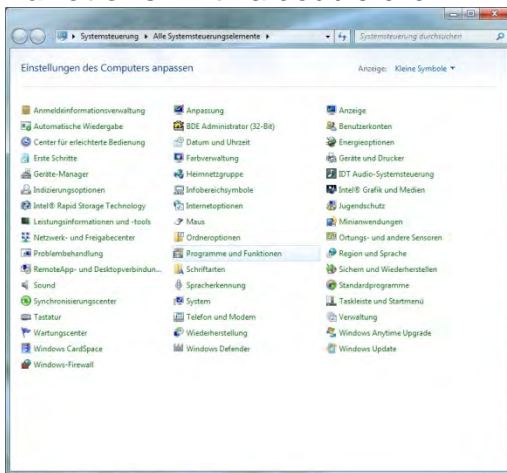 Systemsteuerung ▸ Alle Systemsteuerungselemente ▸
Systemsteuerung durchsuchen
Einstellungen des Computers anpassen
Anzeige: Kleine Symbole
Anmeldeinformationsverwaltung
Anpassung
Anzeige
Automatische Wiedergabe
BDE Administrator (32-Bit)
Benutzerkonten
Center für erleichterte Bedienung
Datum und Uhrzeit
Energieoptionen
Erste Schritte
Farbverwaltung
Geräte und Drucker
Geräte-Manager
Heimnetzgruppe
IDT Audio-Systemsteuerung
Indizierungsoptionen
Infobereichsymbole
Intel® Grafik und Medien
Intel® Rapid Storage Technology
Internetoptionen
Jugendschutz
Leistungsinformationen und -tools
Maus
Minianwendungen
Netzwerk- und Freigabecenter
Ordneroptionen
Ortungs- und andere Sensoren
Problembehandlung
Programme und Funktionen
Region und Sprache
RemoteApp- und Desktopverbindun...
Schriftarten
Sichern und Wiederherstellen
Sound
Spracherkennung
Standardprogramme
Synchronisierungscenter
System
Taskleiste und Startmenü
Tastatur
Telefon und Modem
Verwaltung
Wartungscenter
Wiederherstellung
Windows Anytime Upgrade
Windows CardSpace
Windows Defender
Windows Update
Windows-Firewall